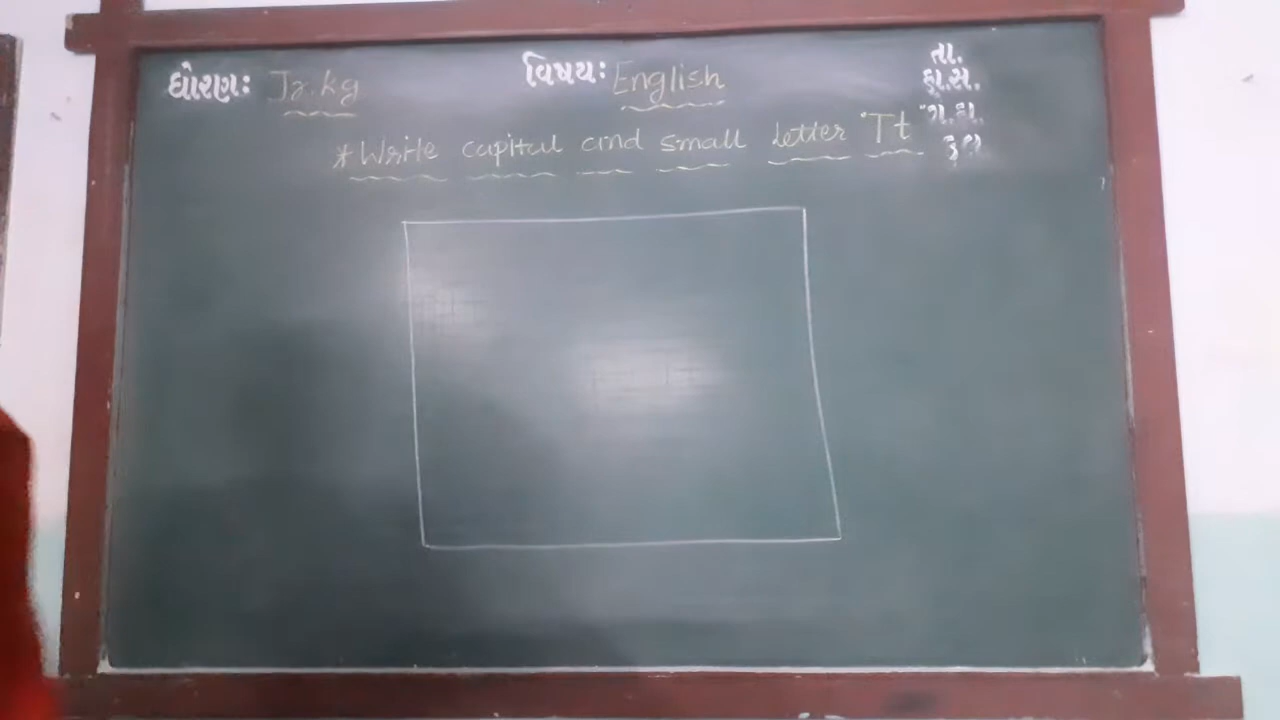 ધોરણઃ Jr.kg
વિષયઃ English
તા.
હા.સં.
ગે.હા.
કુલ
* Write capital and small letter 'Tt